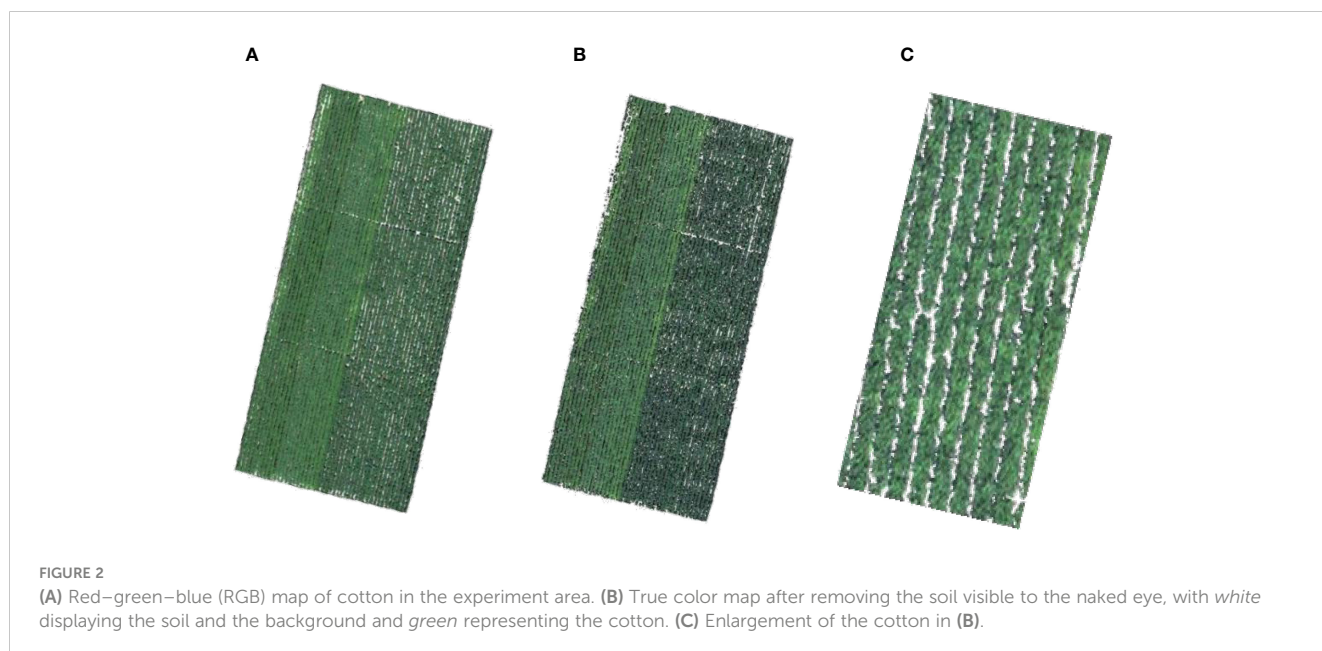 A
B
C
FIGURE 2
(A) Red–green–blue (RGB) map of cotton in the experiment area. (B) True color map after removing the soil visible to the naked eye, with white
displaying the soil and the background and green representing the cotton. (C) Enlargement of the cotton in (B).